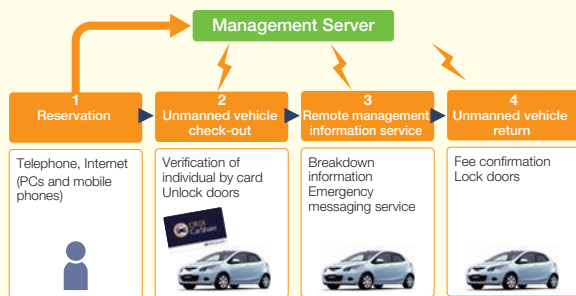 Management Server
1
Reservation
2
Unmanned vehicle
check-out
3
Remote management
information service
4
Unmanned vehicle
return
Telephone, Internet
(PCs and mobile
phones)
Verification of
individual by card
Unlock doors
ORIX
CarShare
Breakdown
information
Emergency
messaging service
Fee confirmation
Lock doors